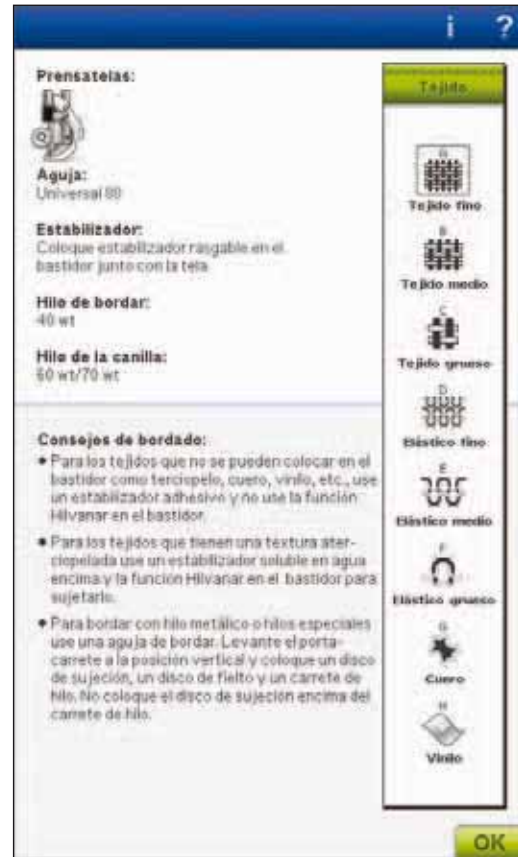 i ?
Prensatelas:
Q
Aguja:
Universal 80
Estabilizador:
Coloque estabilizador rasgable en el
bastidor junto con la tela
Hilo de bordar:
40 wt
Hilo de la canilla:
60 wt/70 wt
Consejos de bordado:
• Para los tejidos que no se pueden colocar en el
bastidor como terciopelo, cuero, vinilo, etc., use
un estabilizador adhesivo y no use la función
Hilvanar en el bastidor.
• Para los tejidos que tienen una textura ater-
ciopelada use un estabilizador soluble en agua
encima y la función Hilvanar en el bastidor para
sujetarlo.
• Para bordar con hilo metálico o hilos especiales
use una aguja de bordar. Levante el porta-
carrete a la posición vertical y coloque un disco
de sujeción, un disco de fieltro y un carrete de
hilo. No coloque el disco de sujeción encima del
carrete de hilo.
Tejido
A
Tejido fino
B
Tejido medio
C
Tejido grueso
D
Elástico fino
E
Elástico medio
F
Elástico grueso
G
Cuero
H
Vinilo
OK